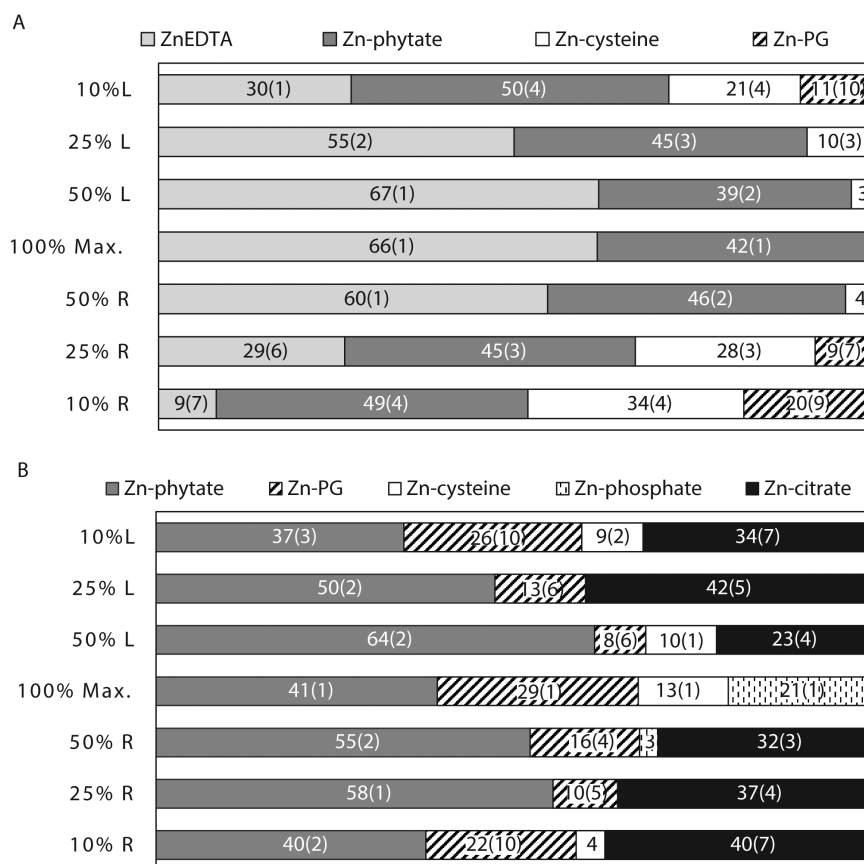 A
ZnEDTA Zn-phytate Zn-cysteine Zn-PG
10%L 30(1) 50(4) 21(4) 11(10)
25% L 55(2) 45(3) 10(3)
50% L 67(1) 39(2)
100% Max. 66(1) 42(1)
50% R 60(1) 46(2) 4
25% R 29(6) 45(3) 28(3) 9(7)
10% R 9(7) 49(4) 34(4) 20(9)
B
Zn-phytate Zn-PG Zn-cysteine Zn-phosphate Zn-citrate
10%L 37(3) 26(10) 9(2) 34(7)
25% L 50(2) 13(6) 42(5)
50% L 64(2) 8(6) 10(1) 23(4)
100% Max. 41(1) 29(1) 13(1) 21(1)
50% R 55(2) 16(4) 3 32(3)
25% R 58(1) 10(5) 37(4)
10% R 40(2) 22(10) 4 40(7)